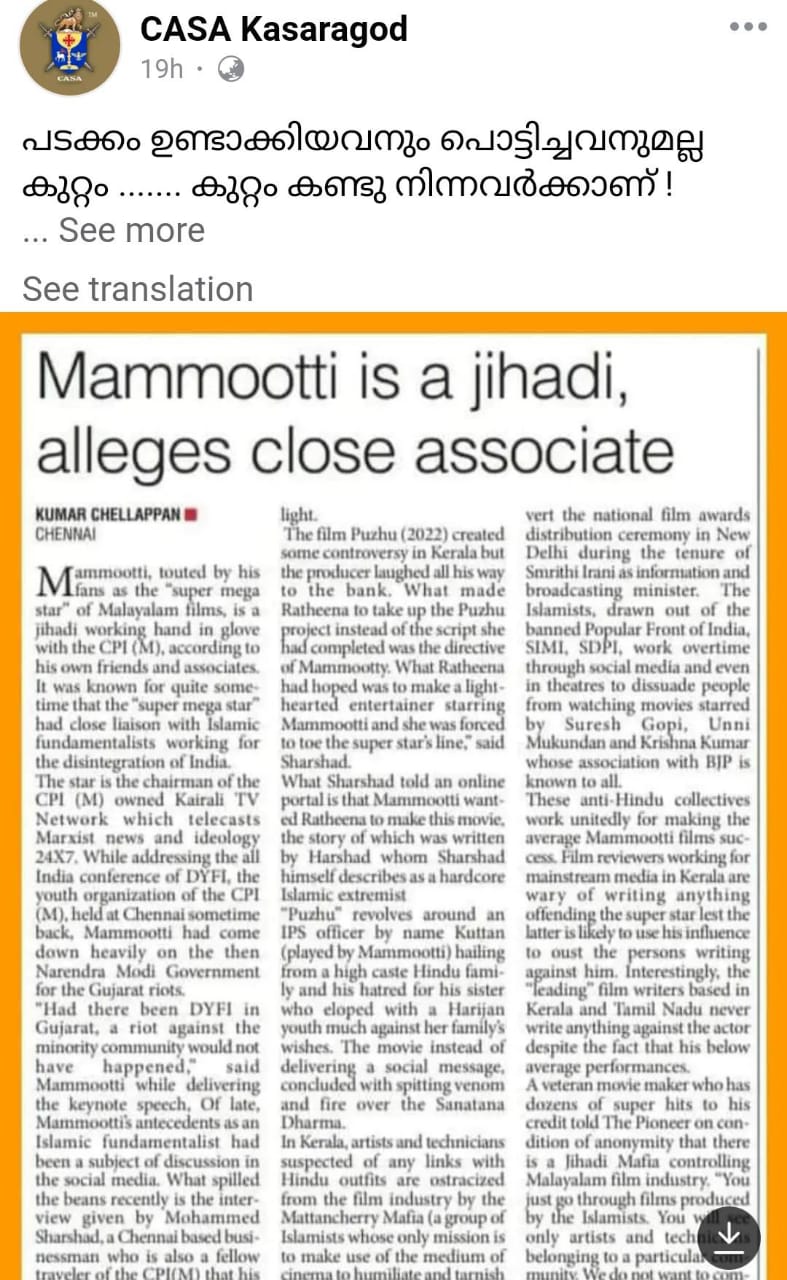 CASA
TM
CASA Kasaragod
19h ·
പടക്കം ഉണ്ടാക്കിയവനും പൊട്ടിച്ചവനുമല്ല
കുറ്റം ....... കുറ്റം കണ്ടു നിന്നവർക്കാണ് !
... See more
See translation
Mammootti is a jihadi,
alleges close associate
KUMAR CHELLAPPAN
CHENNAI
Mammootti, touted by his
fans as the "super mega
star" of Malayalam films, is a
jihadi working hand in glove
with the CPI (M), according to
his own friends and associates.
It was known for quite some-
time that the "super mega star"
had close liaison with Islamic
fundamentalists working for
the disintegration of India.
The star is the chairman of the
CPI (M) owned Kairali TV
Network which telecasts
Marxist news and ideology
24X7. While addressing the all
India conference of DYFI, the
youth organization of the CPI
(M), held at Chennai sometime
back, Mammootti had come
down heavily on the then
Narendra Modi Government
for the Gujarat riots.
"Had there been DYFI in
Gujarat, a riot against the
minority community would not
have happened," said
Mammootti while delivering
the keynote speech, Of late,
Mammootti's antecedents as an
Islamic fundamentalist had
been a subject of discussion in
the social media. What spilled
the beans recently is the inter-
view given by Mohammed
Sharshad, a Chennai based busi-
nessman who is also a fellow
traveler of the CPI(M) that his
light.
The film Puzhu (2022) created
some controversy in Kerala but
the producer laughed all his way
to the bank. What made
Ratheena to take up the Puzhu
project instead of the script she
had completed was the directive
of Mammootty. What Ratheena
had hoped was to make a light-
hearted entertainer starring
Mammootti and she was forced
to toe the super star's line," said
Sharshad.
What Sharshad told an online
portal is that Mammootti want-
ed Ratheena to make this movie,
the story of which was written
by Harshad whom Sharshad
himself describes as a hardcore
Islamic extremist
"Puzhu" revolves around an
IPS officer by name Kuttan
(played by Mammootti) hailing
from a high caste Hindu fami-
ly and his hatred for his sister
who eloped with a Harijan
youth much against her family's
wishes. The movie instead of
delivering a social message,
concluded with spitting venom
and fire over the Sanatana
Dharma.
In Kerala, artists and technicians
suspected of any links with
Hindu outfits are ostracized
from the film industry by the
Mattancherry Mafia (a group of
Islamists whose only mission is
to make use of the medium of
cinema to humiliate and tarnish
vert the national film awards
distribution ceremony in New
Delhi during the tenure of
Smrithi Irani as information and
broadcasting minister. The
Islamists, drawn out of the
banned Popular Front of India,
SIMI, SDPI, work overtime
through social media and even
in theatres to dissuade people
from watching movies starred
by Suresh Gopi, Unni
Mukundan and Krishna Kumar
whose association with BJP is
known to all.
These anti-Hindu collectives
work unitedly for making the
average Mammootti films suc-
cess. Film reviewers working for
mainstream media in Kerala are
wary of writing anything
offending the super star lest the
latter is likely to use his influence
to oust the persons writing
against him. Interestingly, the
"leading" film writers based in
Kerala and Tamil Nadu never
write anything against the actor
despite the fact that his below
average performances.
A veteran movie maker who has
dozens of super hits to his
credit told The Pioneer on con-
dition of anonymity that there
is a Jihadi Mafia controlling
Malayalam film industry. "You
just go through films produced
by the Islamists. You
only artists and
belonging to a particular
munity. We do not want to